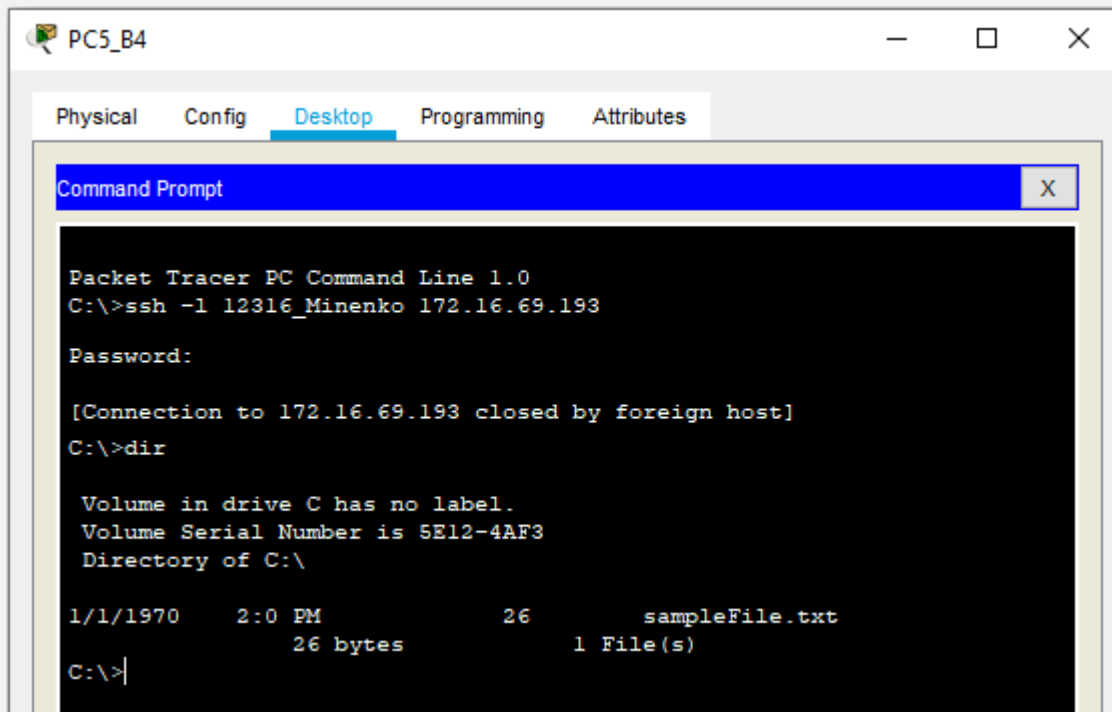 PC5_B4
Physical Config Desktop Programming Attributes
Command Prompt X
Packet Tracer PC Command Line 1.0
C:\>ssh -l 12316_Minenko 172.16.69.193
Password:
[Connection to 172.16.69.193 closed by foreign host]
C:\>dir
Volume in drive C has no label.
Volume Serial Number is 5E12-4AF3
Directory of C:\
1/1/1970 2:0 PM 26 sampleFile.txt
26 bytes 1 File(s)
C:\>